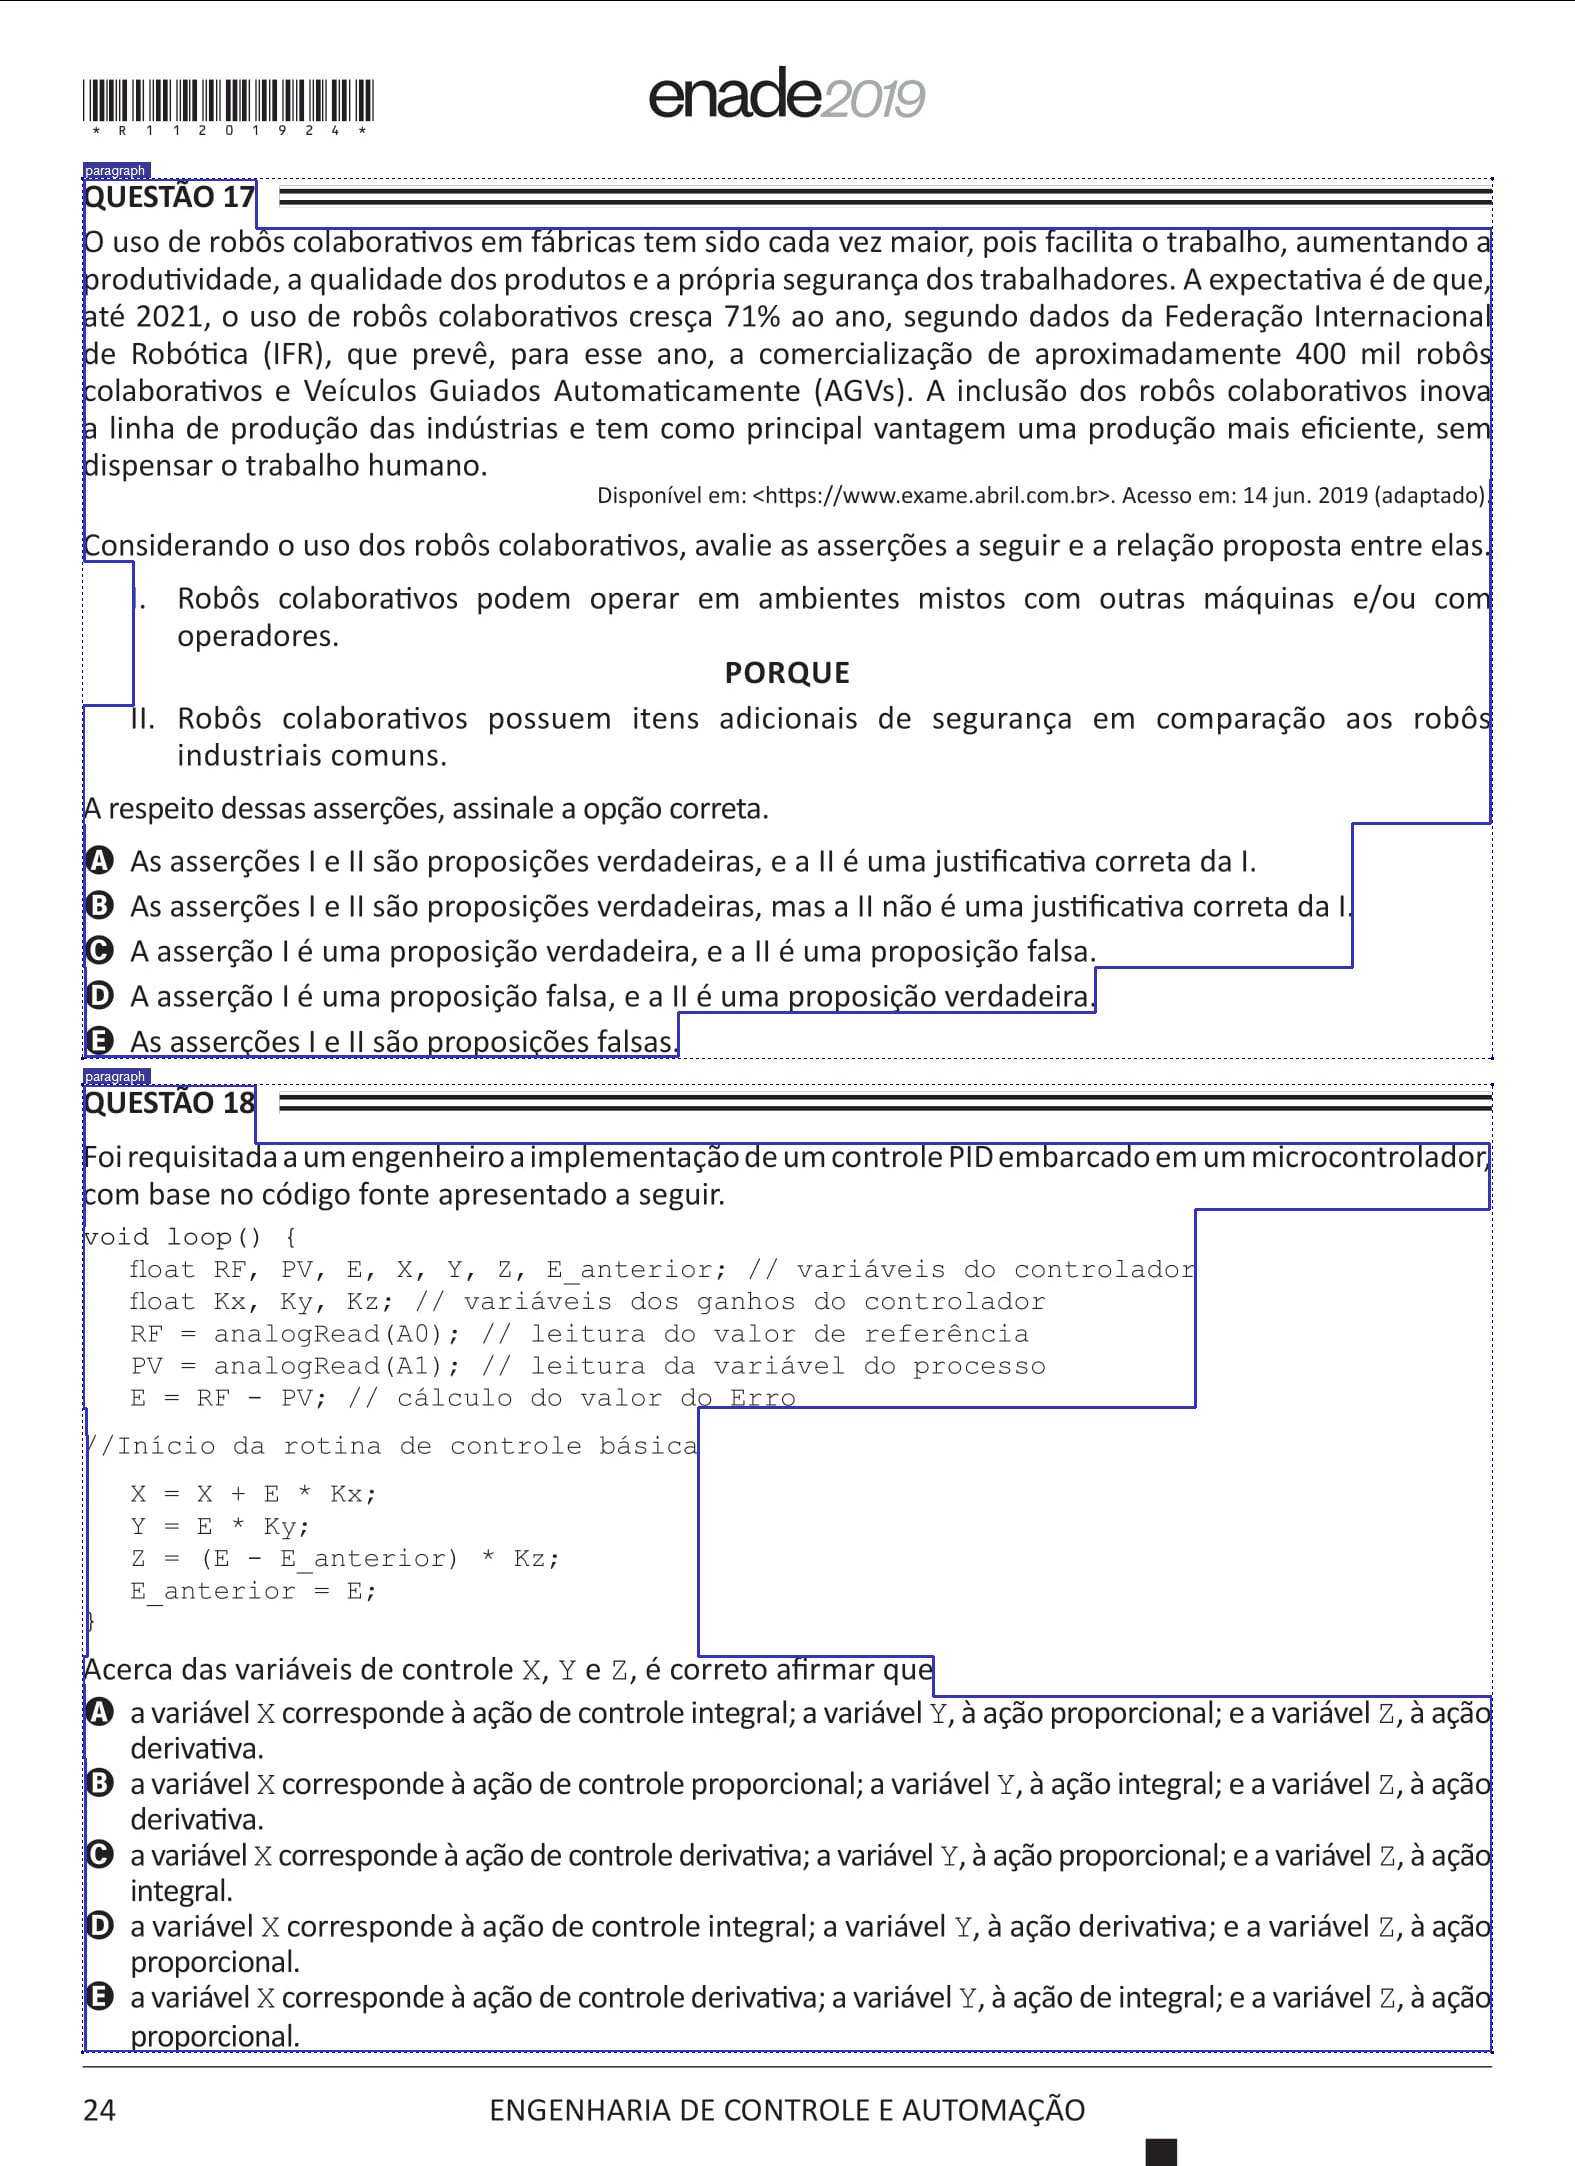 *R11201924*
enade2019
paragraph
QUESTÃO 17
O uso de robôs colaborativos em fábricas tem sido cada vez maior, pois facilita o trabalho, aumentando a
produtividade, a qualidade dos produtos e a própria segurança dos trabalhadores. A expectativa é de que,
até 2021, o uso de robôs colaborativos cresça 71% ao ano, segundo dados da Federação Internacional
de Robótica (IFR), que prevê, para esse ano, a comercialização de aproximadamente 400 mil robôs
colaborativos e Veículos Guiados Automaticamente (AGVs). A inclusão dos robôs colaborativos inova
a linha de produção das indústrias e tem como principal vantagem uma produção mais eficiente, sem
dispensar o trabalho humano.
Disponível em: <https://www.exame.abril.com.br>. Acesso em: 14 jun. 2019 (adaptado).
Considerando o uso dos robôs colaborativos, avalie as asserções a seguir e a relação proposta entre elas.
I. Robôs colaborativos podem operar em ambientes mistos com outras máquinas e/ou com
operadores.
PORQUE
II. Robôs colaborativos possuem itens adicionais de segurança em comparação aos robôs
industriais comuns.
A respeito dessas asserções, assinale a opção correta.
A As asserções I e II são proposições verdadeiras, e a II é uma justificativa correta da I.
B As asserções I e II são proposições verdadeiras, mas a II não é uma justificativa correta da I.
C A asserção I é uma proposição verdadeira, e a II é uma proposição falsa.
D A asserção I é uma proposição falsa, e a II é uma proposição verdadeira.
E As asserções I e II são proposições falsas.
paragraph
QUESTÃO 18
Foi requisitada a um engenheiro a implementação de um controle PID embarcado em um microcontrolador,
com base no código fonte apresentado a seguir.
void loop() {
float RF, PV, E, X, Y, Z, E_anterior; // variáveis do controlador
float Kx, Ky, Kz; // variáveis dos ganhos do controlador
RF = analogRead(A0); // leitura do valor de referência
PV = analogRead(A1); // leitura da variável do processo
E = RF - PV; // cálculo do valor do Erro
//Início da rotina de controle básica
X = X + E * Kx;
Y = E * Ky;
Z = (E - E_anterior) * Kz;
E_anterior = E;
}
Acerca das variáveis de controle X, Y e Z, é correto afirmar que
A a variável X corresponde à ação de controle integral; a variável Y, à ação proporcional; e a variável Z, à ação
derivativa.
B a variável X corresponde à ação de controle proporcional; a variável Y, à ação integral; e a variável Z, à ação
derivativa.
C a variável X corresponde à ação de controle derivativa; a variável Y, à ação proporcional; e a variável Z, à ação
integral.
D a variável X corresponde à ação de controle integral; a variável Y, à ação derivativa; e a variável Z, à ação
proporcional.
E a variável X corresponde à ação de controle derivativa; a variável Y, à ação de integral; e a variável Z, à ação
proporcional.
24
ENGENHARIA DE CONTROLE E AUTOMAÇÃO